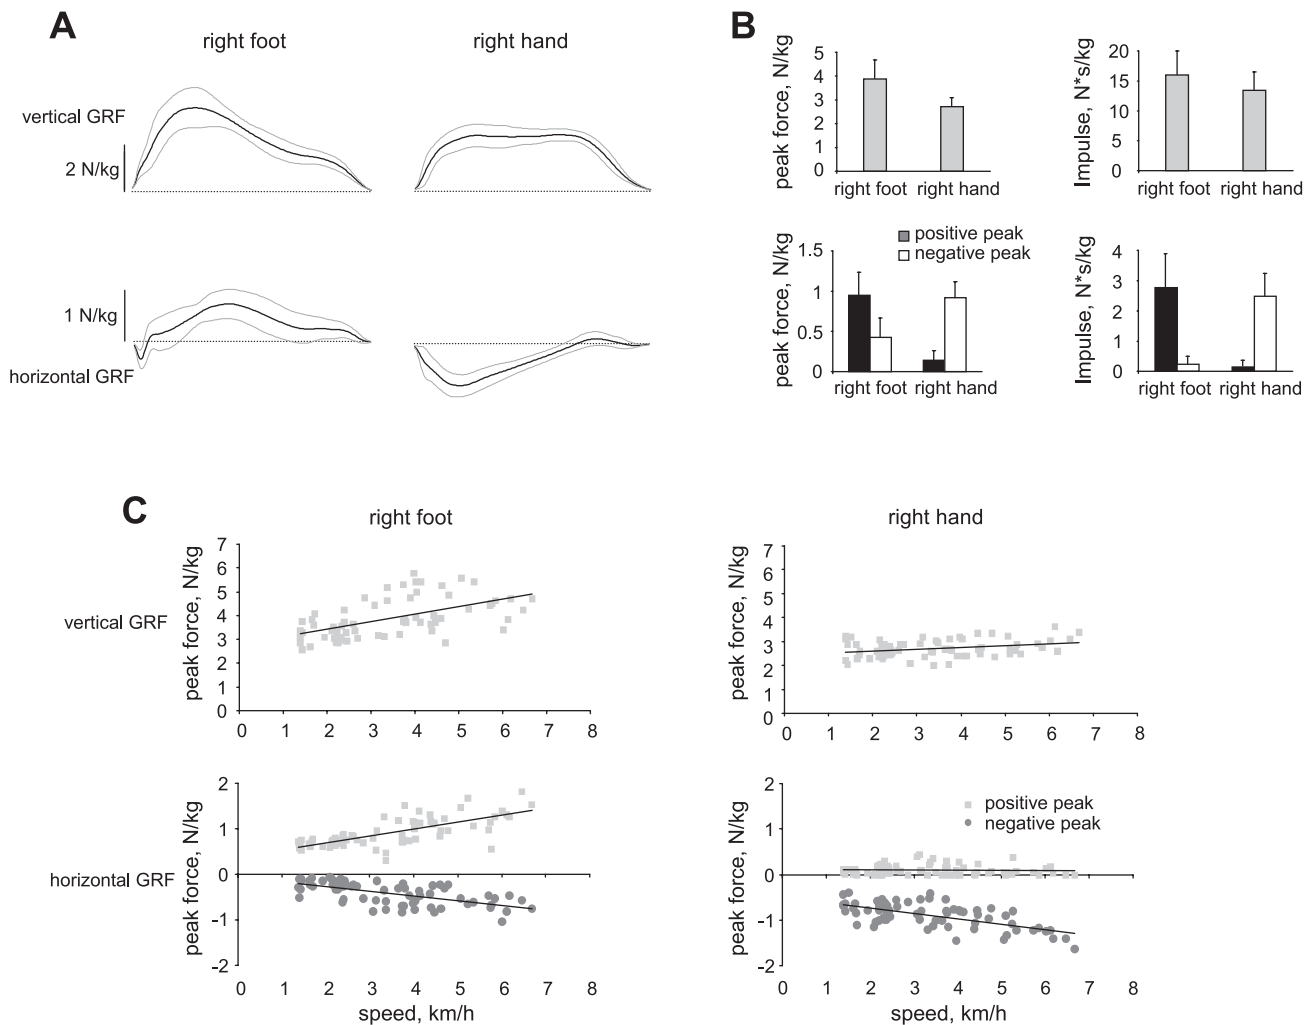 A
right foot
right hand
vertical GRF
2 N/kg
1 N/kg
horizontal GRF
B
peak force, N/kg
5
4
3
2
1
0
right foot
right hand
Impulse, N*s/kg
20
15
10
5
0
right foot
right hand
peak force, N/kg
1.5
1
0.5
0
positive peak
negative peak
right foot
right hand
Impulse, N*s/kg
4
3
2
1
0
right foot
right hand
C
right foot
right hand
vertical GRF
peak force, N/kg
7
6
5
4
3
2
1
0
0 1 2 3 4 5 6 7 8
peak force, N/kg
7
6
5
4
3
2
1
0
0 1 2 3 4 5 6 7 8
horizontal GRF
peak force, N/kg
2
1
0
-1
-2
0 1 2 3 4 5 6 7 8
speed, km/h
peak force, N/kg
2
1
0
-1
-2
positive peak
negative peak
0 1 2 3 4 5 6 7 8
speed, km/h